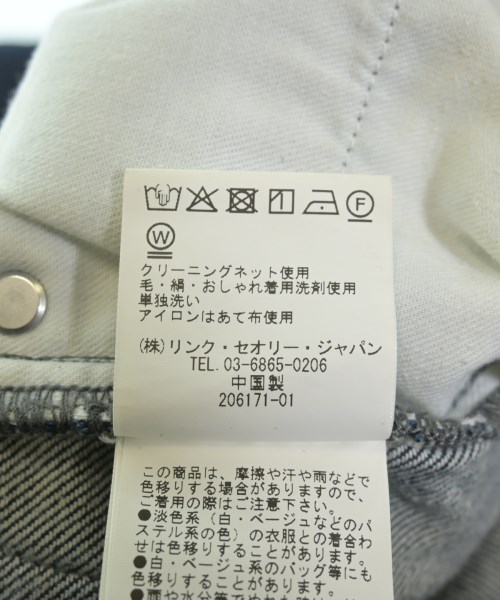 F
W
クリーニングネット使用
毛・絹・おしゃれ着用洗剤使用
単独洗い
アイロンはあて布使用
(株)リンク・セオリー・ジャパン
TEL. 03-6865-0206
中国製
206171-01
この商品は、摩擦や汗や雨などで
色移りする場合がありますので、
ご着用の際はご注意下さい。
●淡色系(白・ベージュなどのパ
ステル系の色)の衣服との着合わ
せは色移りすることがあります。
●白・ベージュ系のバッグ等にも
色移りすることがあります。